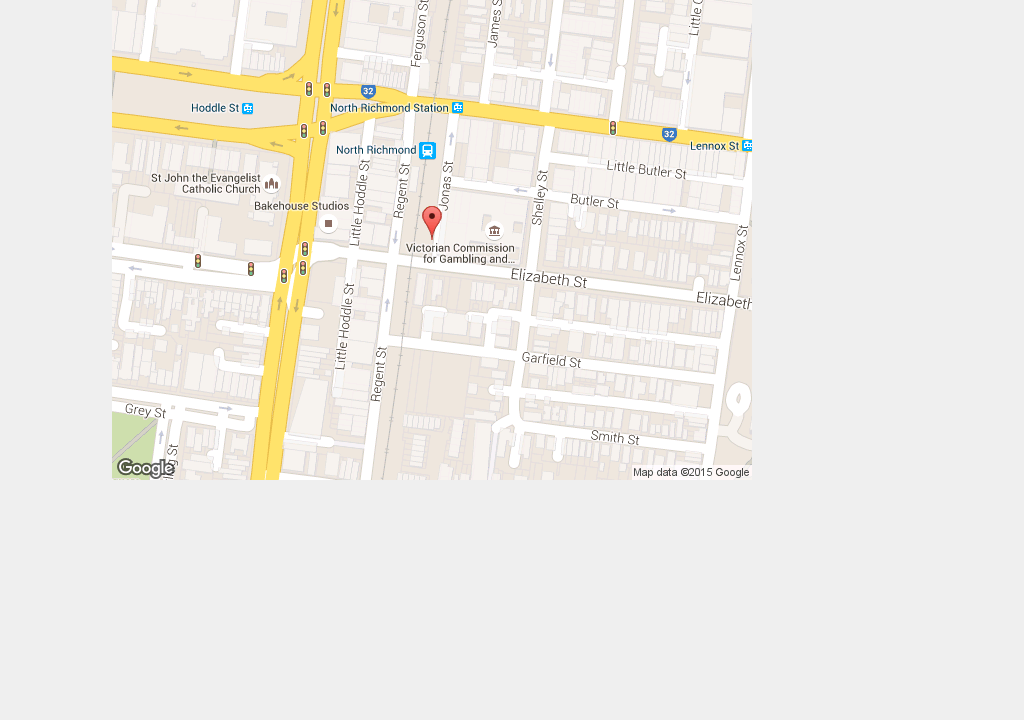 Ferguson St
James S
Little C
32
Hoddle St
North Richmond Station
32
Lennox St
North Richmond
St John the Evangelist
Catholic Church
Little Hoddle St
Regent St
Jonas St
Little Butler St
Bakehouse Studios
Shelley St
Butler St
Victorian Commission
for Gambling and...
Lennox St
Elizabeth St
Elizabeth
Little Hoddle St
Regent St
Garfield St
Grey St
Smith St
g St
Google
Map data ©2015 Google